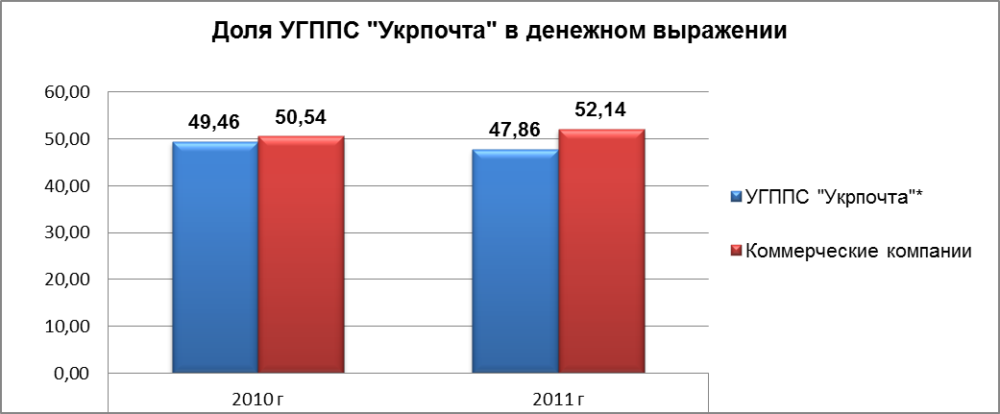 Доля УГППС "Укрпочта" в денежном выражении
60,00
50,00
40,00
30,00
20,00
10,00
0,00
49,46
50,54
47,86
52,14
2010 г
2011 г
УГППС "Укрпочта"*
Коммерческие компании